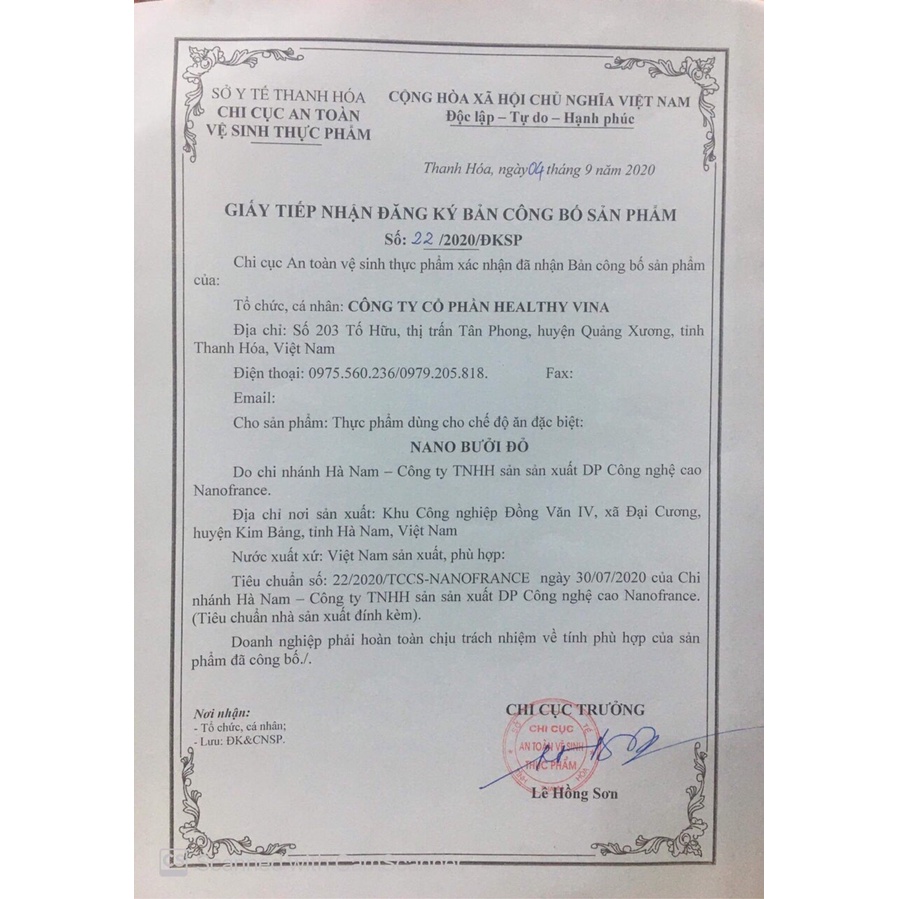 SỞ Y TẾ THANH HÓA
CHI CỤC AN TOÀN
VỆ SINH THỰC PHẨM
CỘNG HÒA XÃ HỘI CHỦ NGHĨA VIỆT NAM
Độc lập – Tự do – Hạnh phúc
Thanh Hóa, ngày 04 tháng 9 năm 2020
GIẤY TIẾP NHẬN ĐĂNG KÝ BẢN CÔNG BỐ SẢN PHẨM
Số: 22 /2020/ĐKSP
Chi cục An toàn vệ sinh thực phẩm xác nhận đã nhận Bản công bố sản phẩm
của:
Tổ chức, cá nhân: CÔNG TY CỔ PHẦN HEALTHY VINA
Địa chỉ: Số 203 Tố Hữu, thị trấn Tân Phong, huyện Quảng Xương, tỉnh
Thanh Hóa, Việt Nam
Điện thoại: 0975.560.236/0979.205.818. Fax:
Email:
Cho sản phẩm: Thực phẩm dùng cho chế độ ăn đặc biệt:
NANO BƯỞI ĐỎ
Do chi nhánh Hà Nam – Công ty TNHH sản sản xuất DP Công nghệ cao
Nanofrance.
Địa chỉ nơi sản xuất: Khu Công nghiệp Đồng Văn IV, xã Đại Cương,
huyện Kim Bảng, tỉnh Hà Nam, Việt Nam
Nước xuất xứ: Việt Nam sản xuất, phù hợp:
Tiêu chuẩn số: 22/2020/TCCS-NANOFRANCE ngày 30/07/2020 của Chi
nhánh Hà Nam – Công ty TNHH sản sản xuất DP Công nghệ cao Nanofrance.
(Tiêu chuẩn nhà sản xuất đính kèm).
Doanh nghiệp phải hoàn toàn chịu trách nhiệm về tính phù hợp của sản
phẩm đã công bố./.
Nơi nhận:
- Tổ chức, cá nhân;
- Lưu: ĐK&CNSP.
CHI CỤC TRƯỞNG
CHI CỤC
AN TOÀN VỆ SINH
THỰC PHẨM
Lê Hồng Sơn
CS Scanned with CamScanner